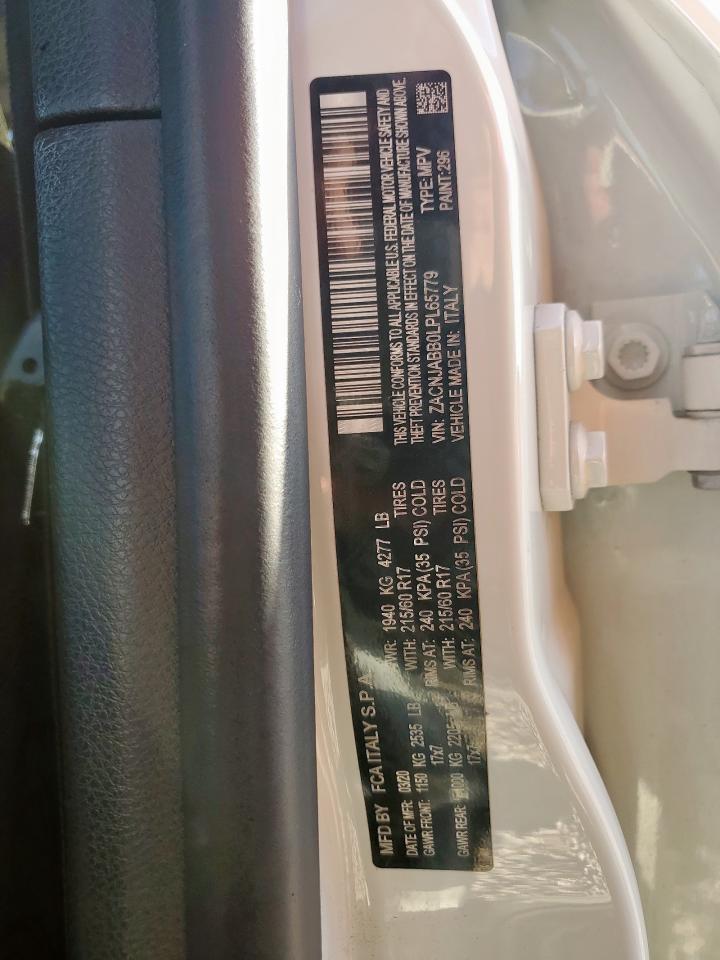 MFD BY FCA ITALY S.P.A.
DATE OF MFR: 03/20 GVWR: 1940 KG 4277 LB
GAWR FRONT: 1150 KG 2535 LB WITH: 215/60 R17 TIRES
17x7 RIMS AT: 240 KPA (35 PSI) COLD
GAWR REAR: KG WITH: 215/60 R17 TIRES
17x7 RIMS AT: 240 KPA (35 PSI) COLD
THIS VEHICLE CONFORMS TO ALL APPLICABLE U.S. FEDERAL MOTOR VEHICLE SAFETY AND
THEFT PREVENTION STANDARDS IN EFFECT ON THE DATE OF MANUFACTURE SHOWN ABOVE.
VIN: ZACNJABB0LPL65779 TYPE: MPV
VEHICLE MADE IN: ITALY PAINT: 296